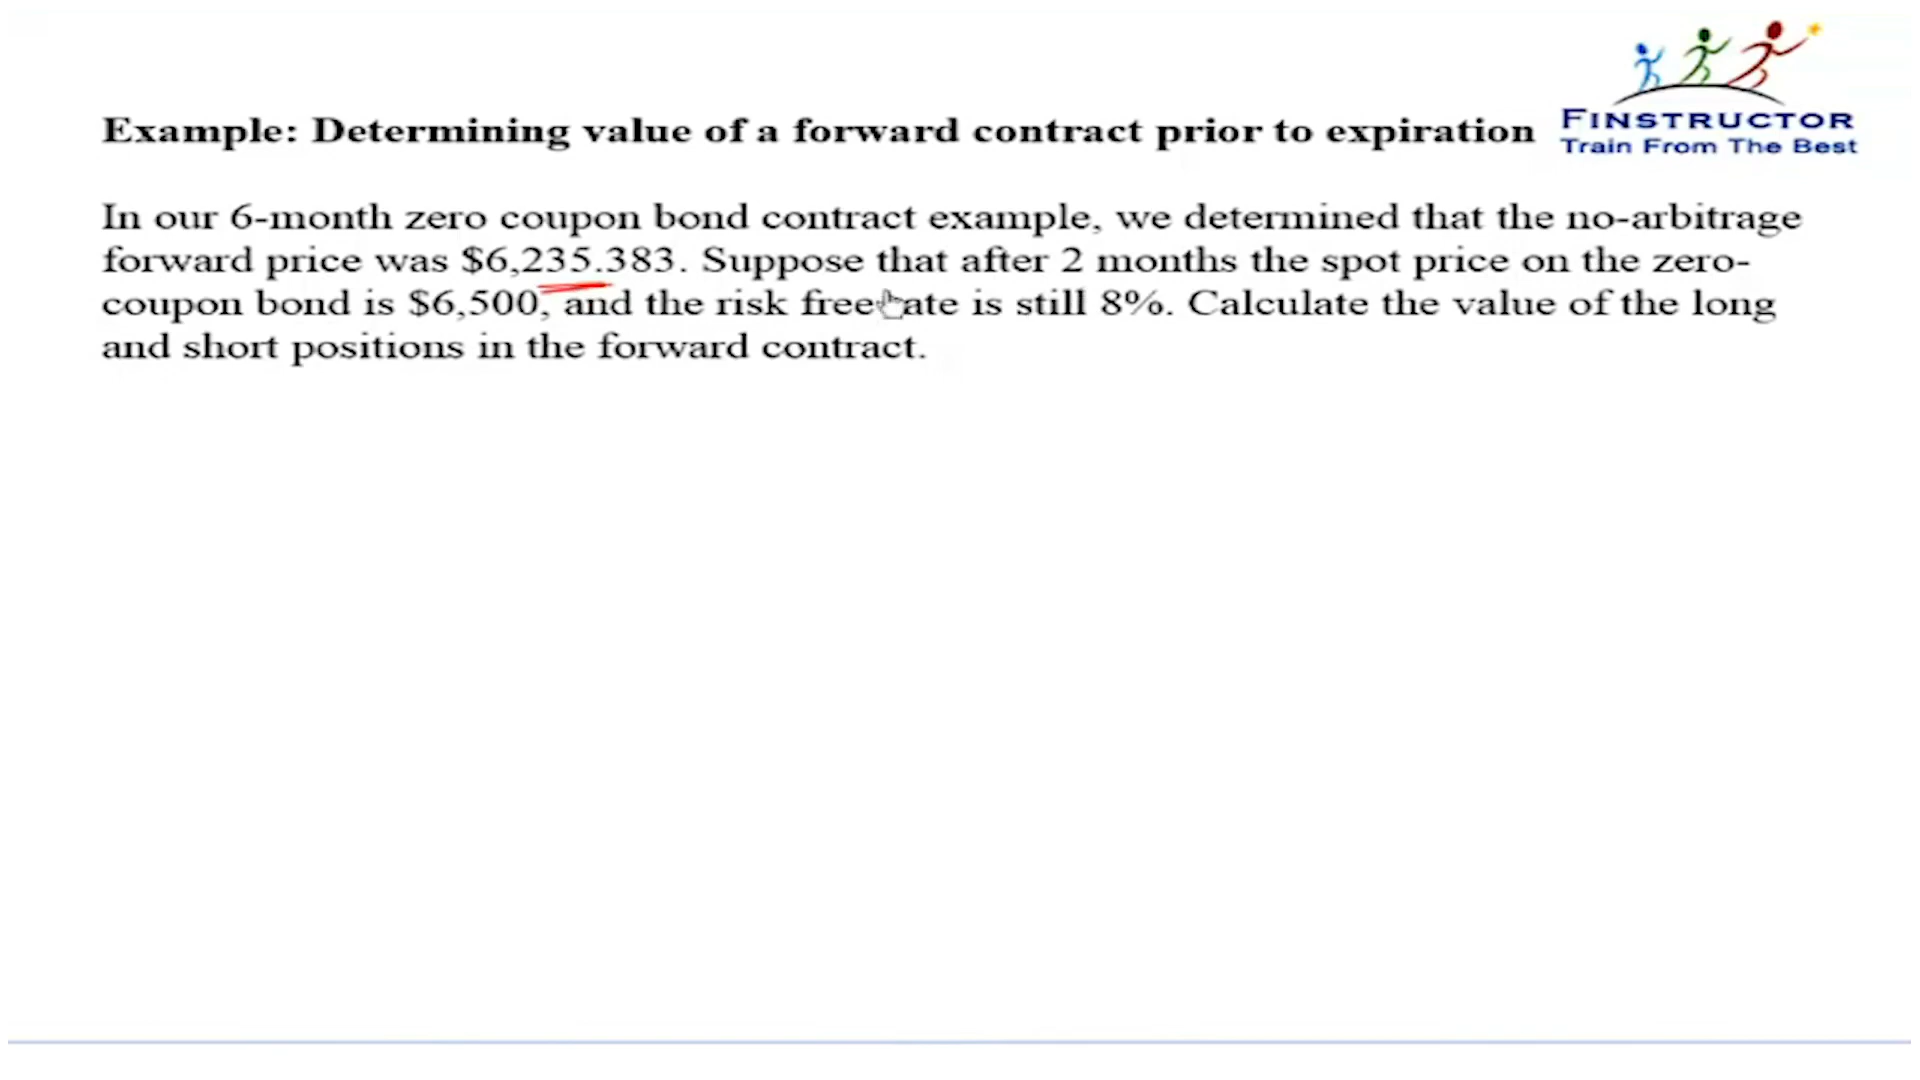 FINSTRUCTOR
Train From The Best
Example: Determining value of a forward contract prior to expiration
In our 6-month zero coupon bond contract example, we determined that the no-arbitrage
forward price was $6,235.383. Suppose that after 2 months the spot price on the zero-
coupon bond is $6,500, and the risk free rate is still 8%. Calculate the value of the long
and short positions in the forward contract.